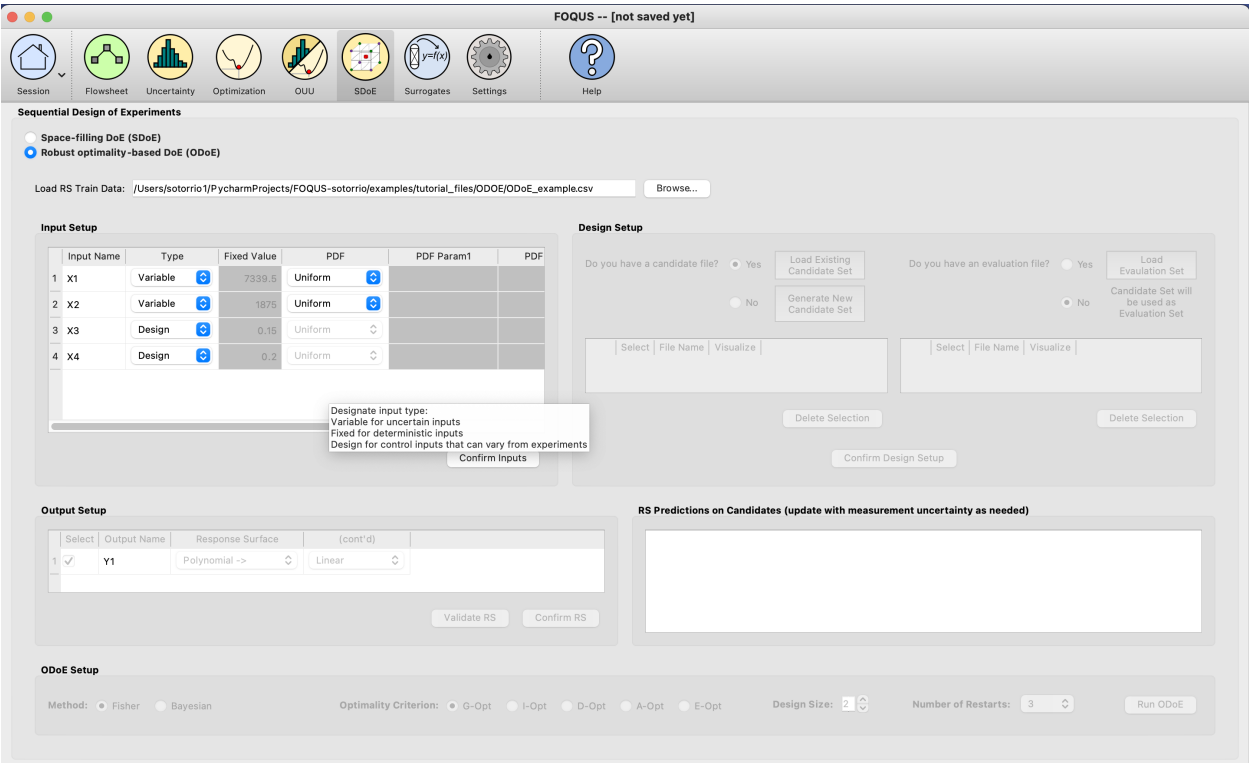 FOQUS -- [not saved yet]
y=f(x)
Session Flowsheet Uncertainty Optimization OUU SDoE Surrogates Settings Help
Sequential Design of Experiments
Space-filling DoE (SDoE)
Robust optimality-based DoE (ODoE)
Load RS Train Data: /Users/sotorrio1/PycharmProjects/FOQUS-sotorrio/examples/tutorial_files/ODOE/ODoE_example.csv Browse...
Input Setup
Input Name Type Fixed Value PDF PDF Param1 PDF
1 X1 Variable 7339.5 Uniform
2 X2 Variable 1875 Uniform
3 X3 Design 0.15 Uniform
4 X4 Design 0.2 Uniform
Designate input type:
Variable for uncertain inputs
Fixed for deterministic inputs
Design for control inputs that can vary from experiments
Confirm Inputs
Design Setup
Do you have a candidate file? Yes Load Existing
Candidate Set
No Generate New
Candidate Set
Select File Name Visualize
Delete Selection
Do you have an evaluation file? Yes Load
Evaulation Set
No Candidate Set will
be used as
Evaluation Set
Select File Name Visualize
Delete Selection
Confirm Design Setup
Output Setup
Select Output Name Response Surface (cont'd)
1 Y1 Polynomial -> Linear
Validate RS Confirm RS
RS Predictions on Candidates (update with measurement uncertainty as needed)
ODoE Setup
Method: Fisher Bayesian Optimality Criterion: G-Opt I-Opt D-Opt A-Opt E-Opt Design Size: 2 Number of Restarts: 3 Run ODoE